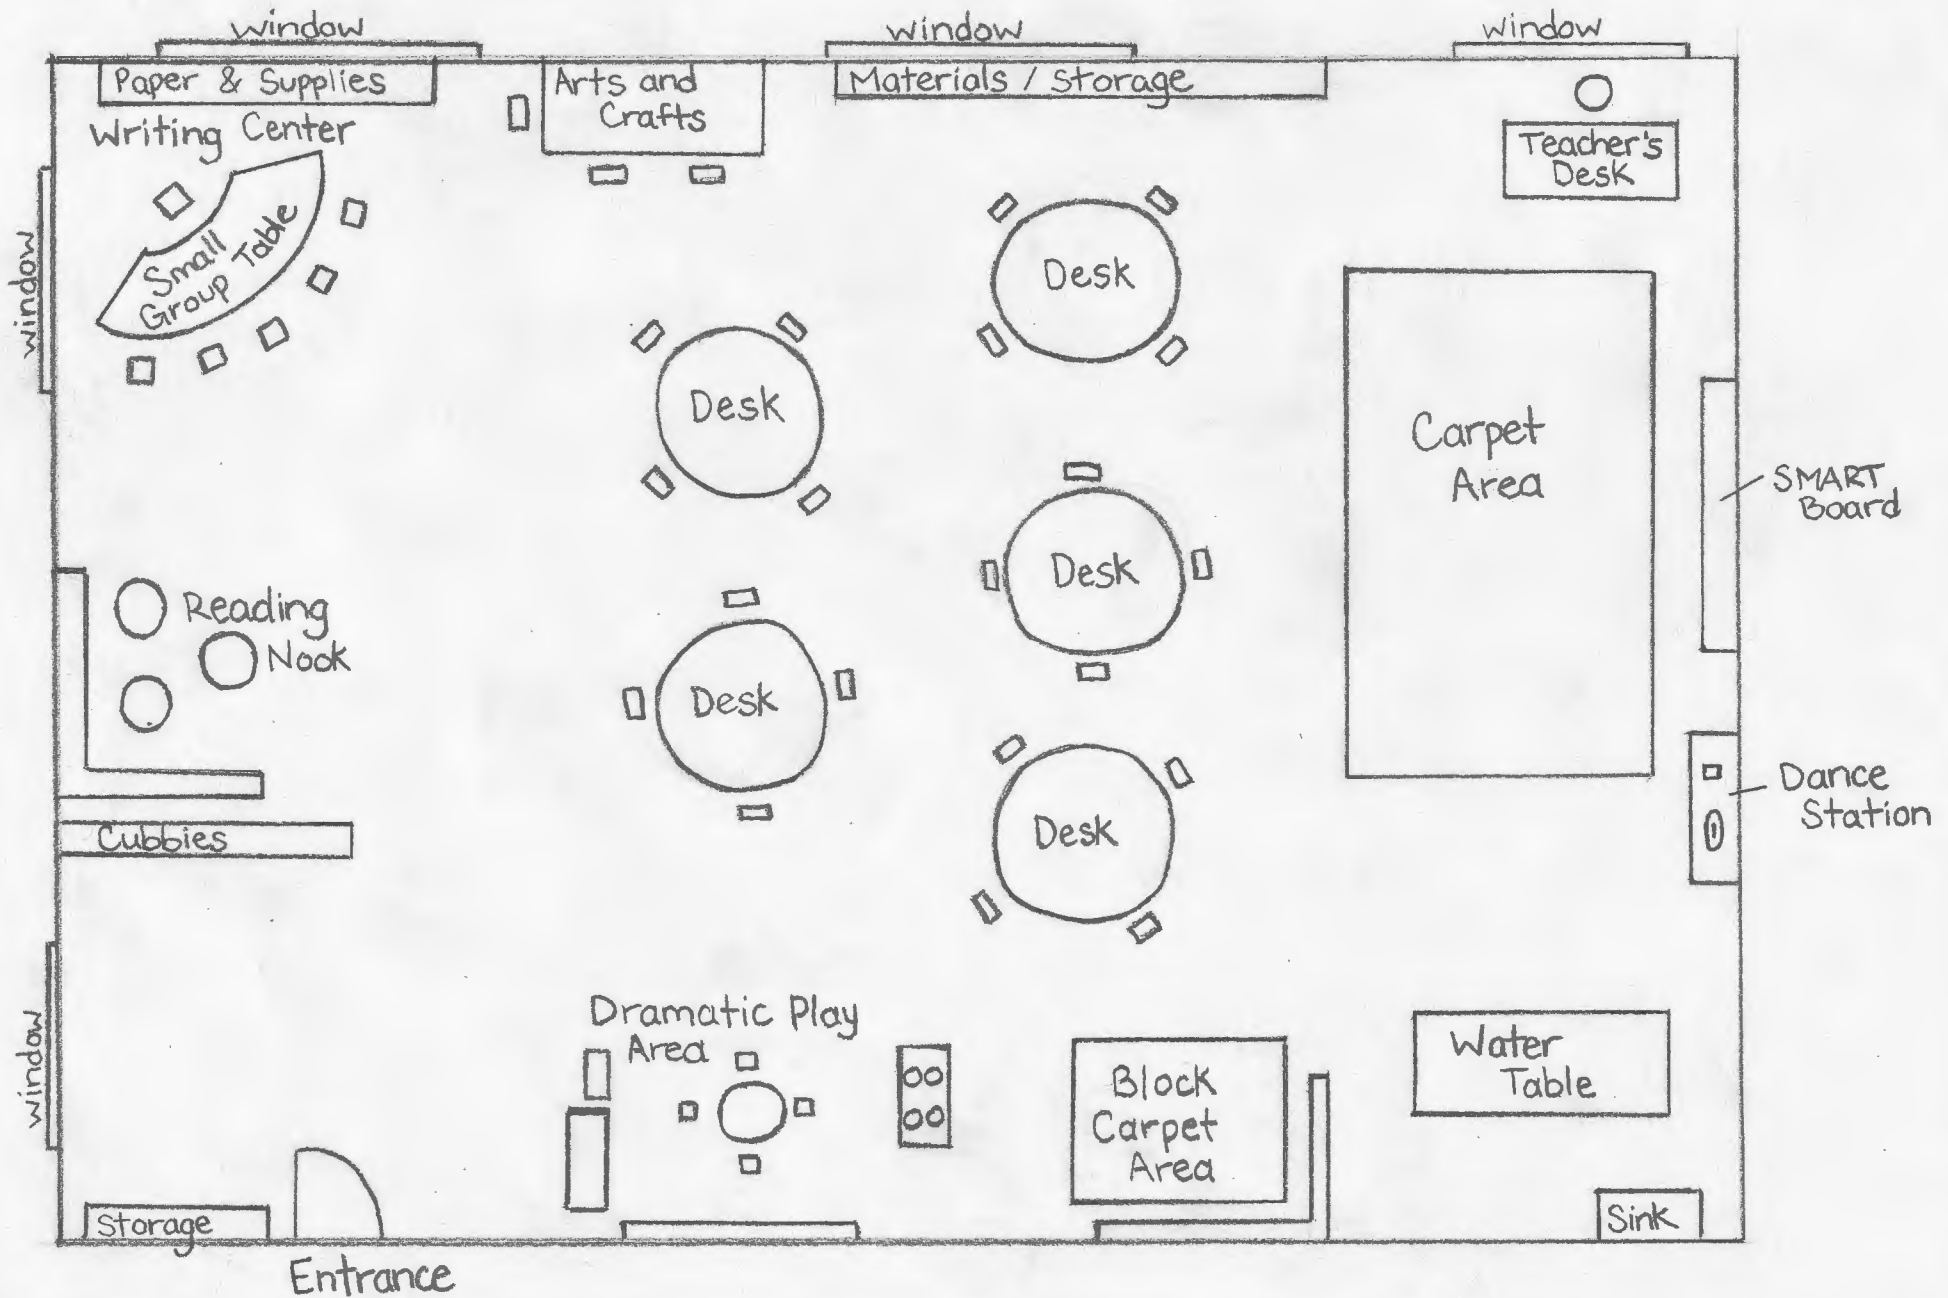 window
window
window
Paper & Supplies
Arts and
Crafts
Materials / Storage
Writing Center
Teacher's
Desk
Small
Group Table
window
Desk
Desk
Carpet
Area
SMART
Board
Desk
Reading
Nook
Desk
Desk
Cubbies
Dance
Station
window
Dramatic Play
Area
Block
Carpet
Area
Water
Table
Storage
Sink
Entrance